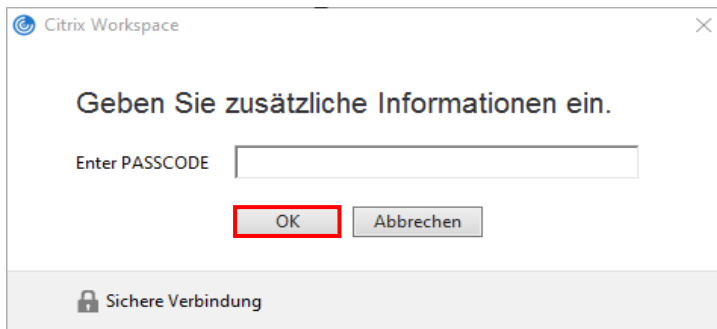 Citrix Workspace
Geben Sie zusätzliche Informationen ein.
Enter PASSCODE
OK Abbrechen
Sichere Verbindung